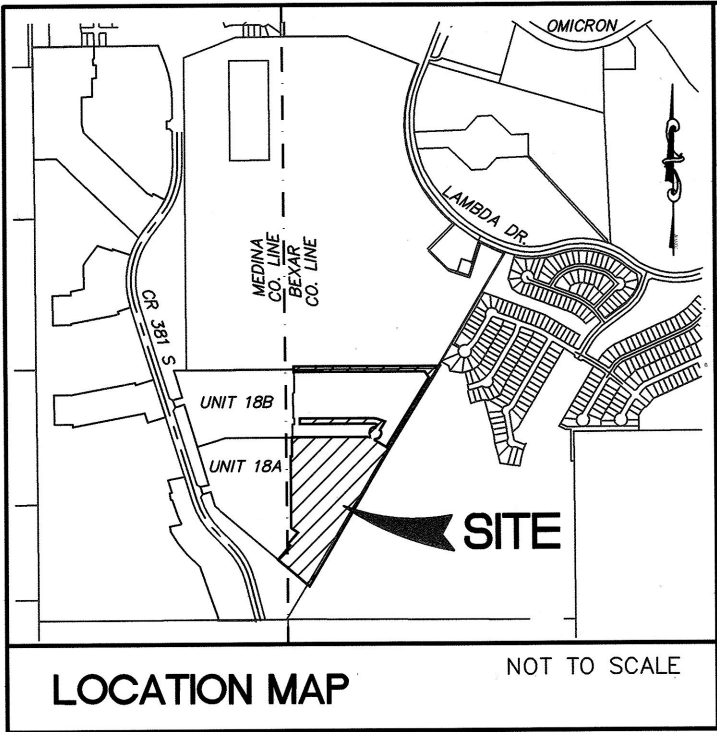 OMICRON
LAMBDA DR.
MEDINA
CO. LINE
BEXAR
CO. LINE
CR 381 S
UNIT 18B
UNIT 18A
SITE
LOCATION MAP
NOT TO SCALE